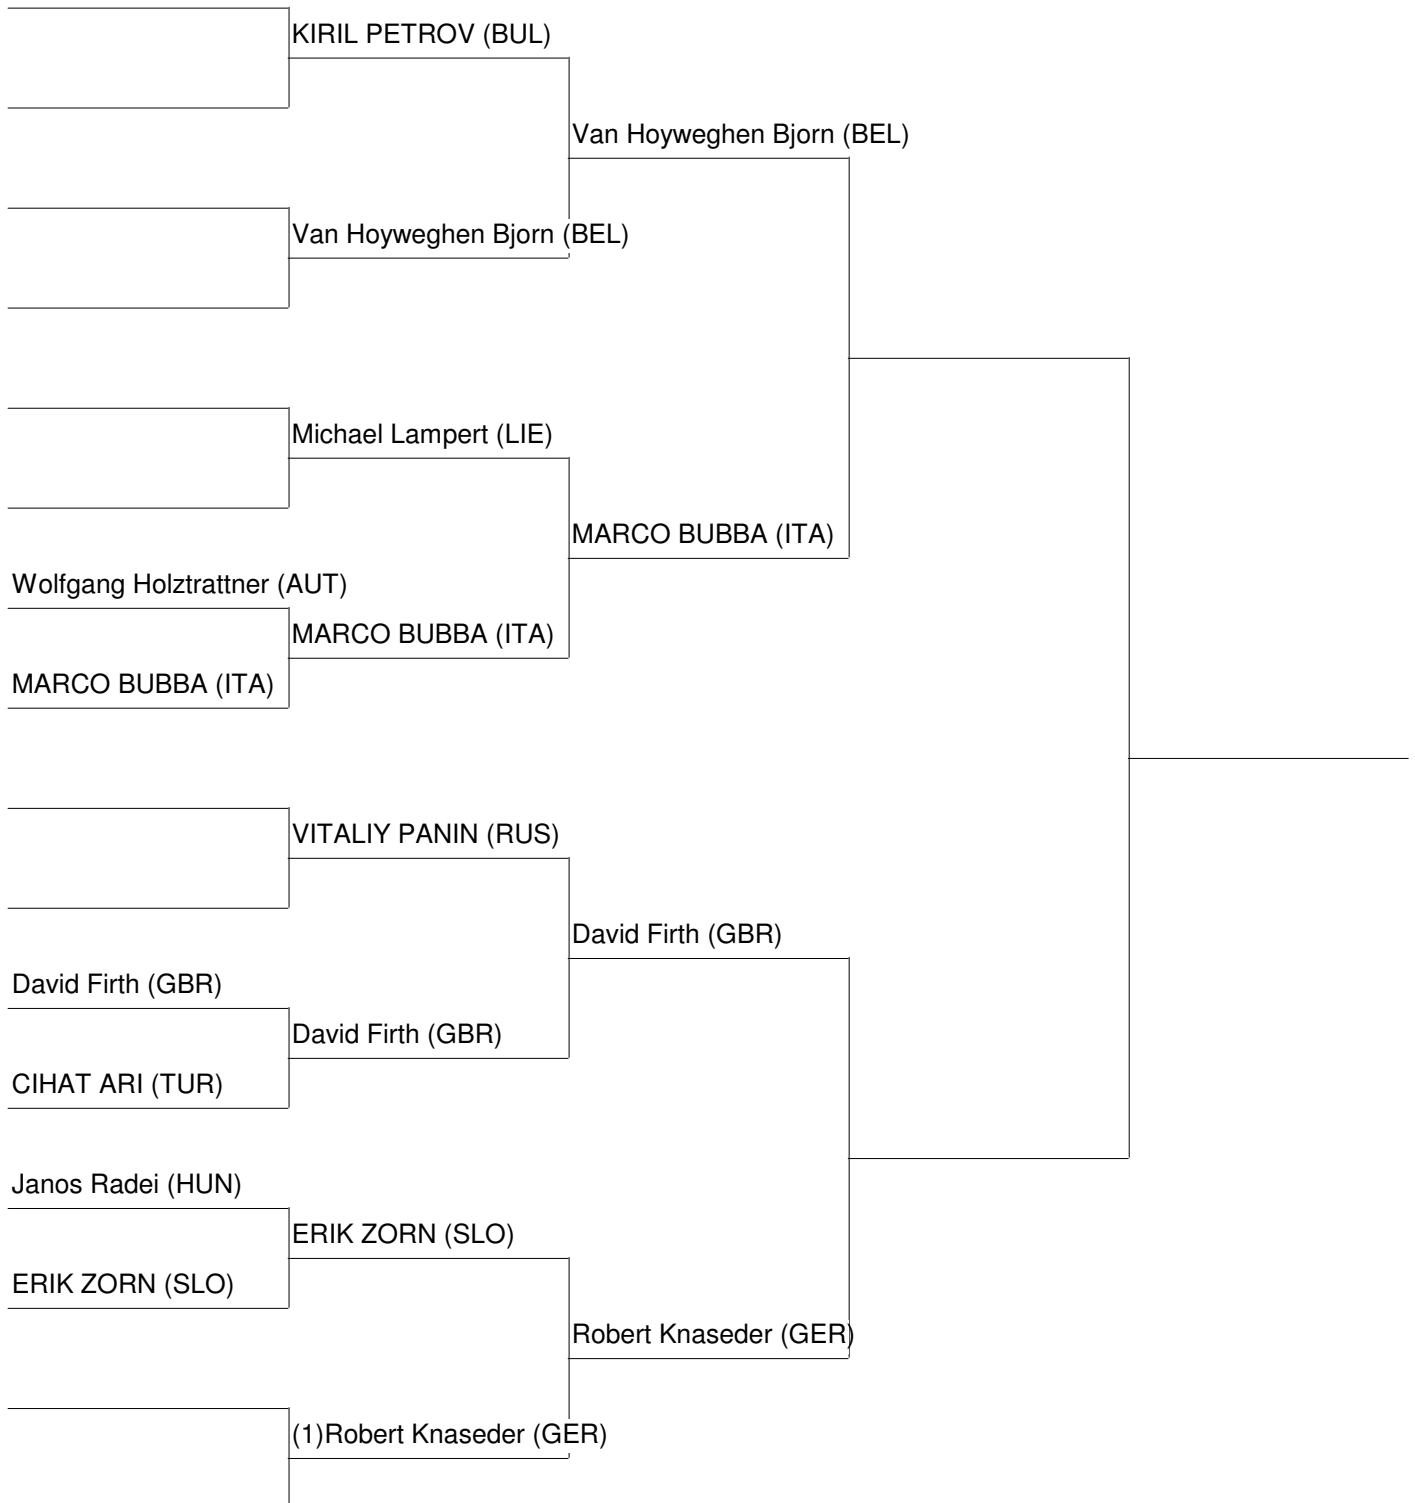 KIRIL PETROV (BUL)
Van Hoyweghen Bjorn (BEL)
Van Hoyweghen Bjorn (BEL)
Michael Lampert (LIE)
MARCO BUBBA (ITA)
Wolfgang Holztrattner (AUT)
MARCO BUBBA (ITA)
MARCO BUBBA (ITA)
VITALIY PANIN (RUS)
David Firth (GBR)
David Firth (GBR)
David Firth (GBR)
CIHAT ARI (TUR)
Janos Radei (HUN)
ERIK ZORN (SLO)
ERIK ZORN (SLO)
Robert Knaseder (GER)
(1)Robert Knaseder (GER)